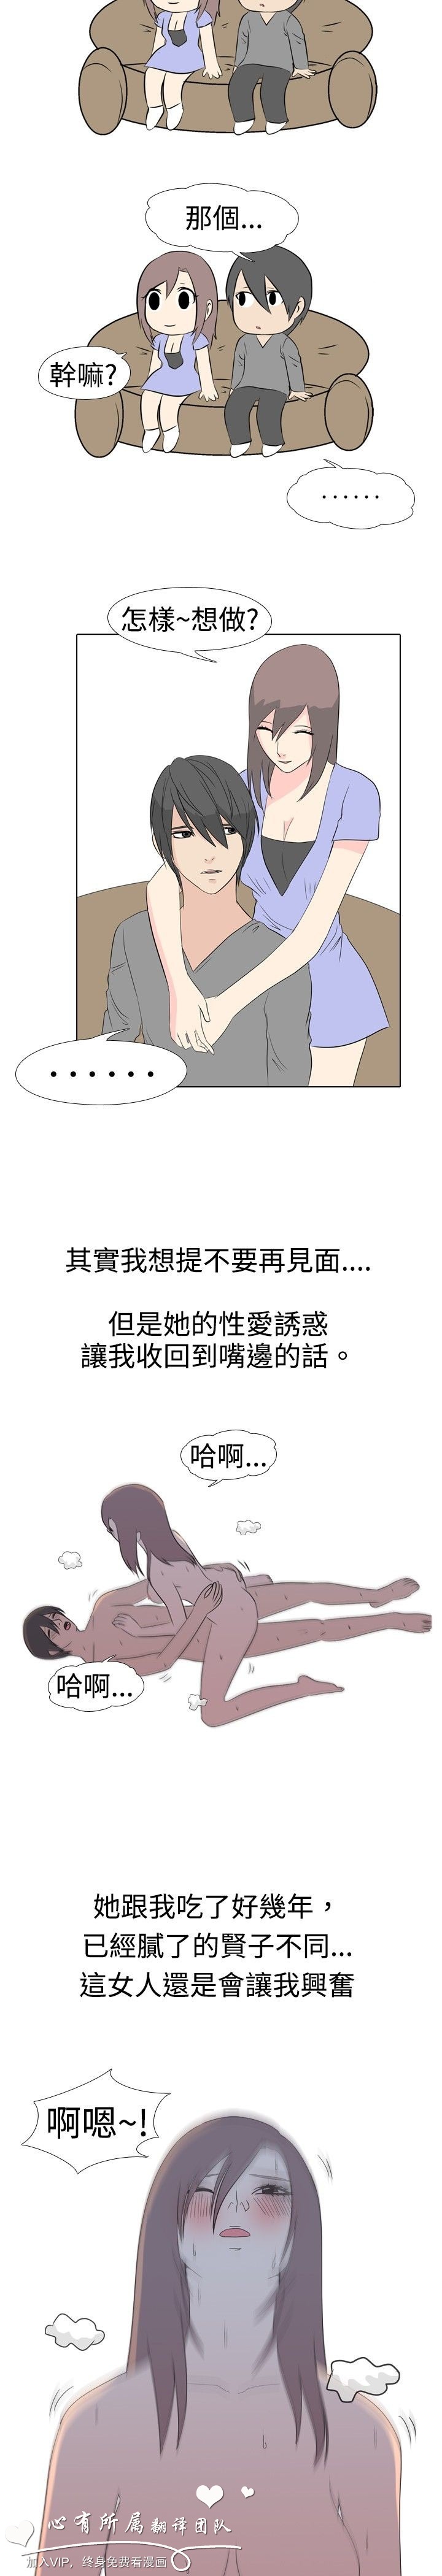 那個...
幹嘛?
......
怎樣~想做?
......
其實我想提不要再見面....
但是她的性愛誘惑
讓我收回到嘴邊的話。
哈啊...
哈啊...
她跟我吃了好幾年，
已經膩了的賢子不同...
這女人還是會讓我興奮
啊嗯~!
心有所属翻译团队
加入VIP，终身免费看漫画